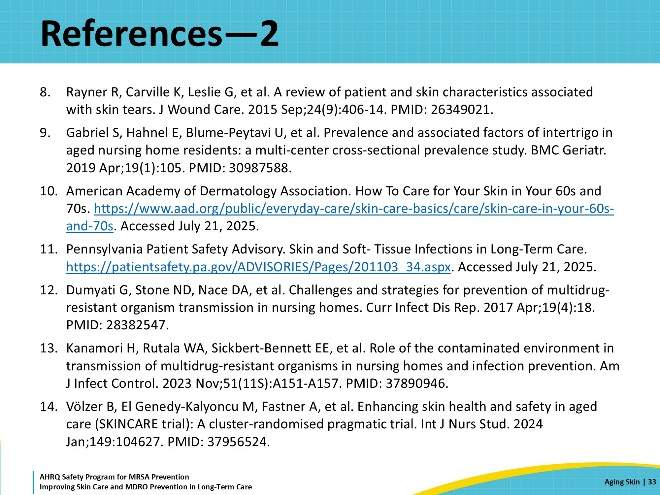 References—2
8. Rayner R, Carville K, Leslie G, et al. A review of patient and skin characteristics associated
with skin tears. J Wound Care. 2015 Sep;24(9):406-14. PMID: 26349021.
9. Gabriel S, Hahnel E, Blume-Peytavi U, et al. Prevalence and associated factors of intertrigo in
aged nursing home residents: a multi-center cross-sectional prevalence study. BMC Geriatr.
2019 Apr;19(1):105. PMID: 30987588.
10. American Academy of Dermatology Association. How To Care for Your Skin in Your 60s and
70s. https://www.aad.org/public/everyday-care/skin-care-basics/care/skin-care-in-your-60s-
and-70s. Accessed July 21, 2025.
11. Pennsylvania Patient Safety Advisory. Skin and Soft- Tissue Infections in Long-Term Care.
https://patientsafety.pa.gov/ADVISORIES/Pages/201103_34.aspx. Accessed July 21, 2025.
12. Dumyati G, Stone ND, Nace DA, et al. Challenges and strategies for prevention of multidrug-
resistant organism transmission in nursing homes. Curr Infect Dis Rep. 2017 Apr;19(4):18.
PMID: 28382547.
13. Kanamori H, Rutala WA, Sickbert-Bennett EE, et al. Role of the contaminated environment in
transmission of multidrug-resistant organisms in nursing homes and infection prevention. Am
J Infect Control. 2023 Nov;51(11S):A151-A157. PMID: 37890946.
14. Völzer B, El Genedy-Kalyoncu M, Fastner A, et al. Enhancing skin health and safety in aged
care (SKINCARE trial): A cluster-randomised pragmatic trial. Int J Nurs Stud. 2024
Jan;149:104627. PMID: 37956524.
AHRQ Safety Program for MRSA Prevention
Improving Skin Care and MDRO Prevention in Long-Term Care
Aging Skin | 33